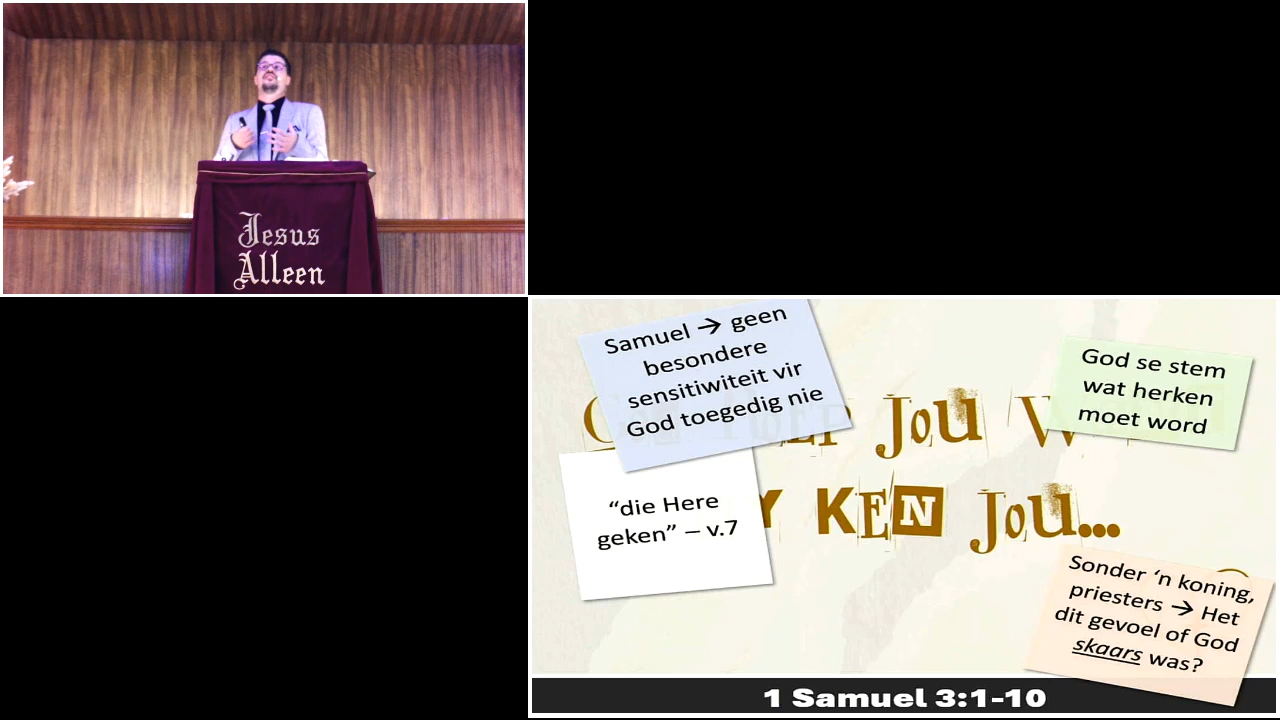 Jesus
Alleen
Samuel → geen
besondere
sensitiwiteit vir
God toegedig nie
God se stem
wat herken
moet word
Jou
"die Here
geken" – v.7
KEN Jou...
Sonder 'n koning,
priesters → Het
dit gevoel of God
skaars was?
1 Samuel 3:1-10